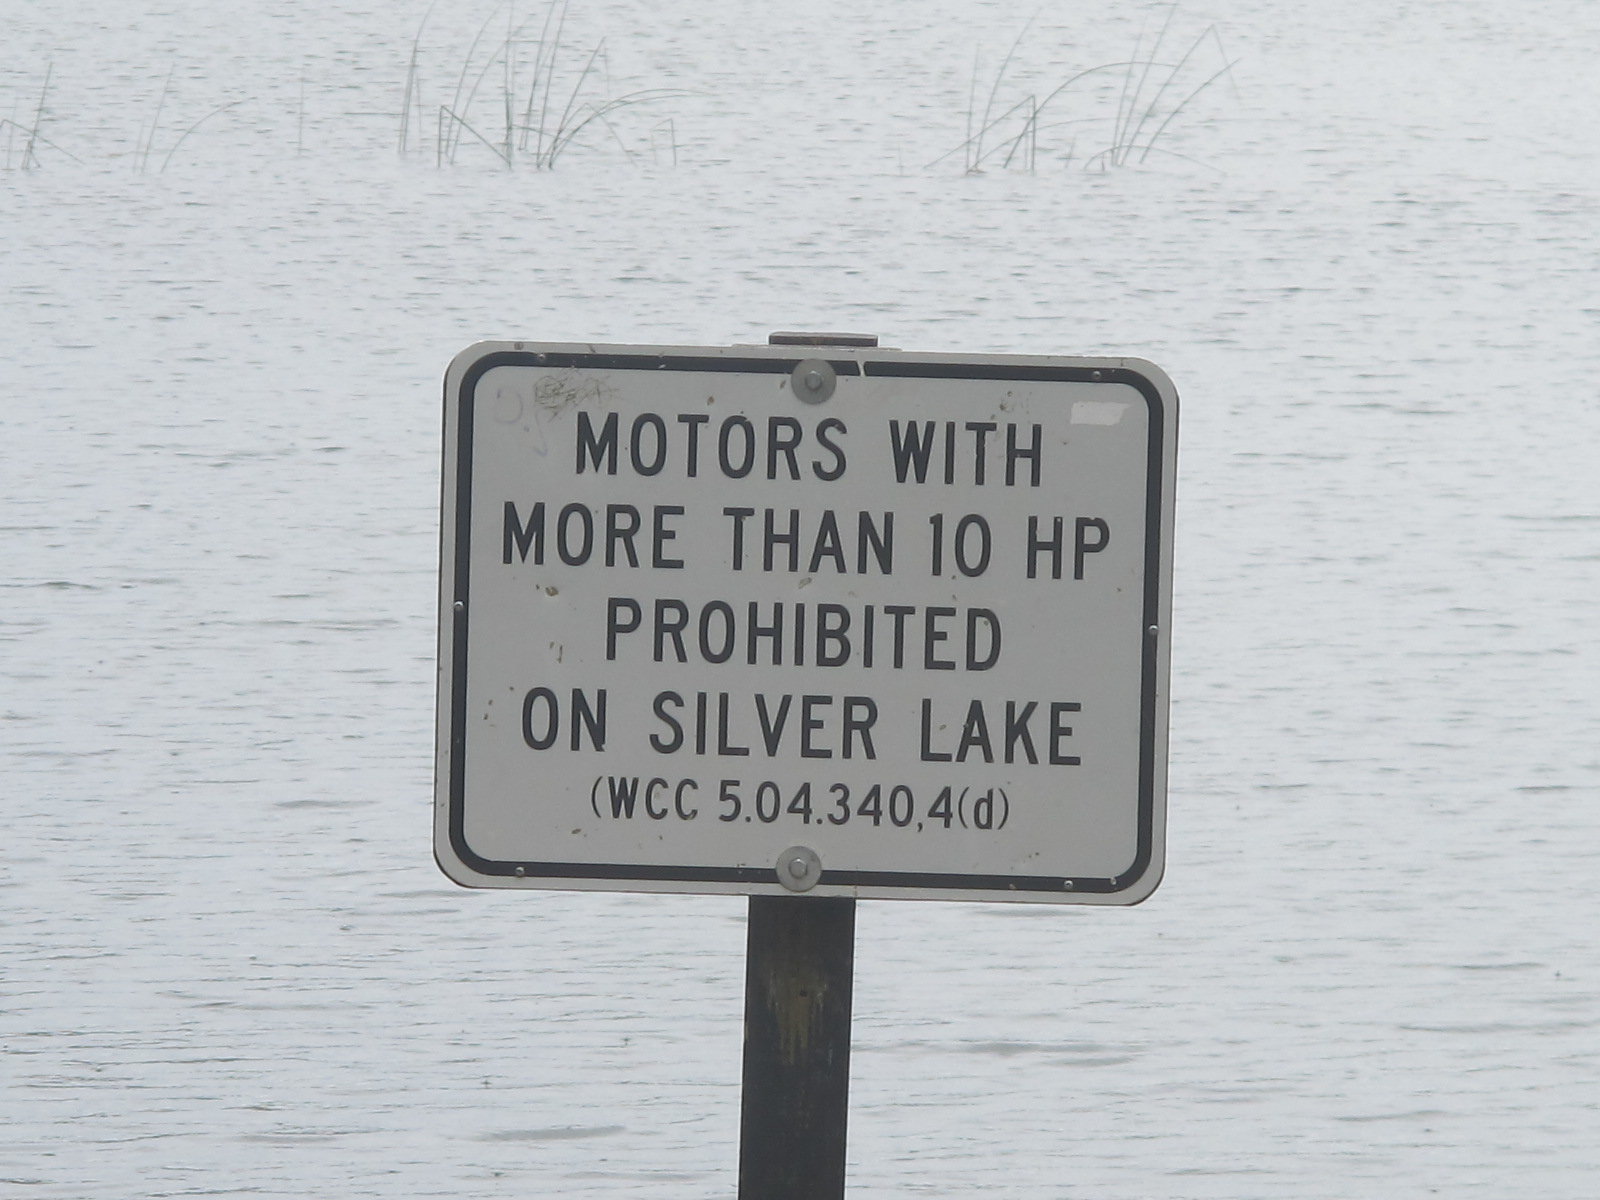 MOTORS WITH
MORE THAN 10 HP
PROHIBITED
ON SILVER LAKE
(WCC 5.04.340,4(d)